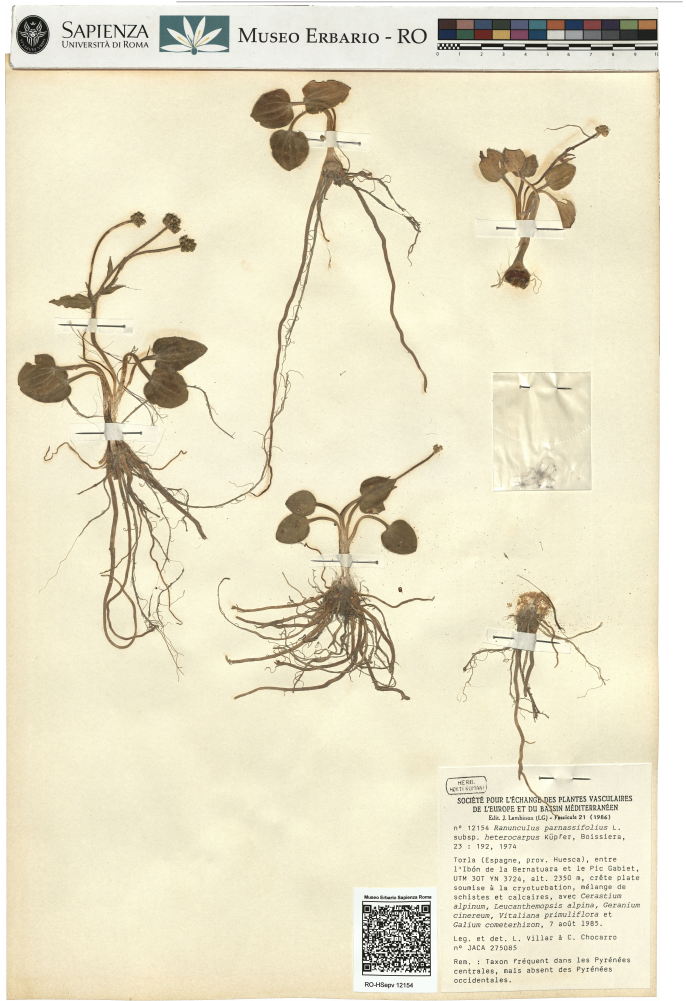 SAPIENZA
UNIVERSITÀ DI ROMA
MUSEO ERBARIO - RO
HERB.
SOCIÉTÉ POUR L'ÉCHANGE DES PLANTES VASCULAIRES
DE L'EUROPE ET DU BASSIN MÉDITERRANÉEN
Edit. J. Lambinon (LG) - Fascicule 21 (1986)
n° 12154 Ranunculus parnassifolius L.
subsp. heterocarpus Küpfer, Boissiera,
23 : 192, 1974
Torla (Espagne, prov. Huesca), entre
l'Ibón de la Bernatuara et le Pic Gabiet,
UTM 30T YN 3724, alt. 2350 m, crête plate
soumise à la cryoturbation, mélange de
schistes et calcaires, avec Cerastium
alpinum, Leucanthemopsis alpina, Geranium
cinereum, Vitaliana primuliflora et
Galium cometerhizon, 7 août 1985.
Leg. et det. L. Villar & C. Chocarro
n° JACA 275085
Rem. : Taxon fréquent dans les Pyrénées
centrales, mais absent des Pyrénées
occidentales.
Museo Erbario Sapienza Roma
RO-HSepv 12154